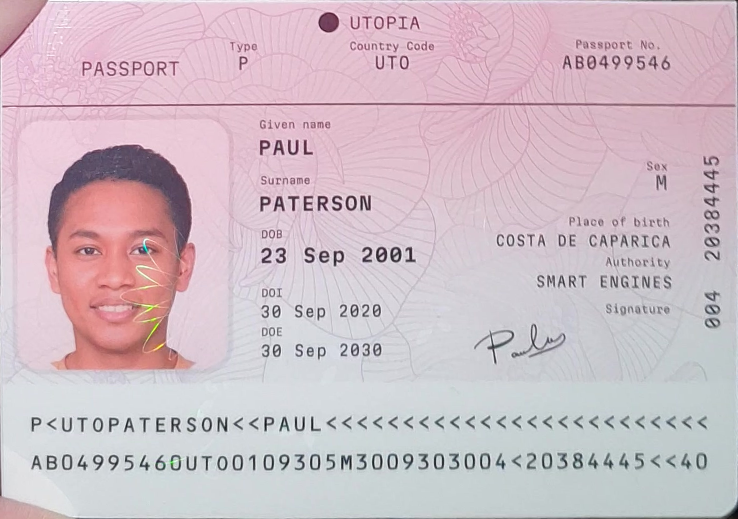 UTOPIA
PASSPORT
Type
P
Country Code
UTO
Passport No.
AB0499546
Given name
PAUL
Surname
PATERSON
DOB
23 Sep 2001
DOI
30 Sep 2020
DOE
30 Sep 2030
Sex
M
Place of birth
COSTA DE CAPARICA
Authority
SMART ENGINES
Signature
Paulus
004 20384445
P<UTOPATERSON<<PAUL<<<<<<<<<<<<<<<<<<<<<<<<<
AB04995460UTO0109305M3009303004<20384445<<40